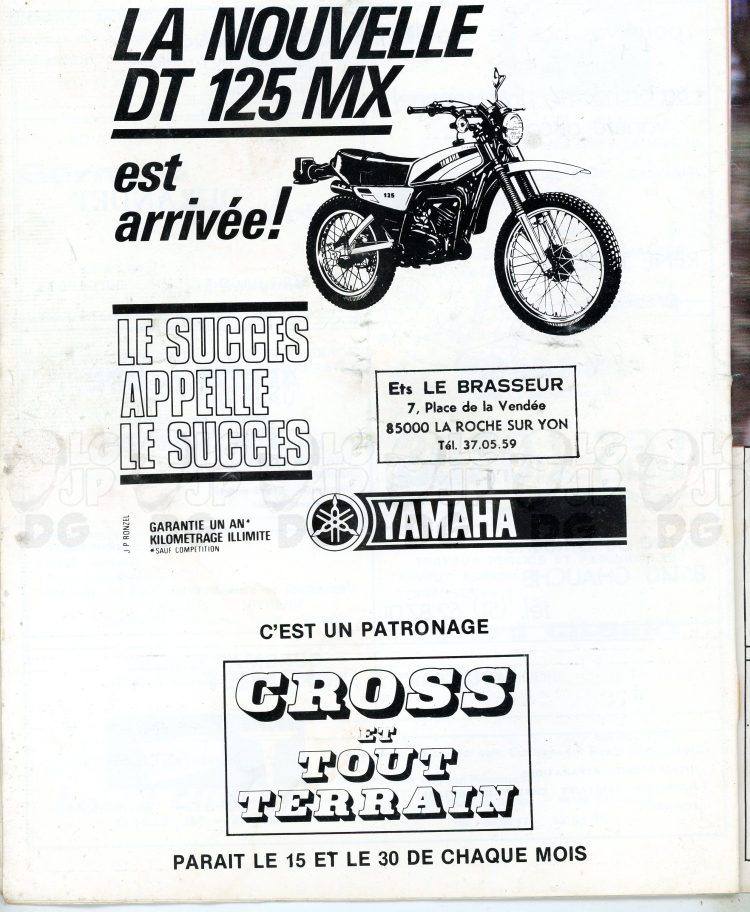 LA NOUVELLE
DT 125 MX
est
arrivée!
YAMAHA
125
LE SUCCES
APPELLE
LE SUCCES
Ets LE BRASSEUR
7, Place de la Vendée
85000 LA ROCHE SUR YON
Tél. 37.05.59
J P RONZEL
GARANTIE UN AN*
KILOMETRAGE ILLIMITE
*SAUF COMPETITION
YAMAHA
C'EST UN PATRONAGE
CROSS
ET
TOUT
TERRAIN
PARAIT LE 15 ET LE 30 DE CHAQUE MOIS